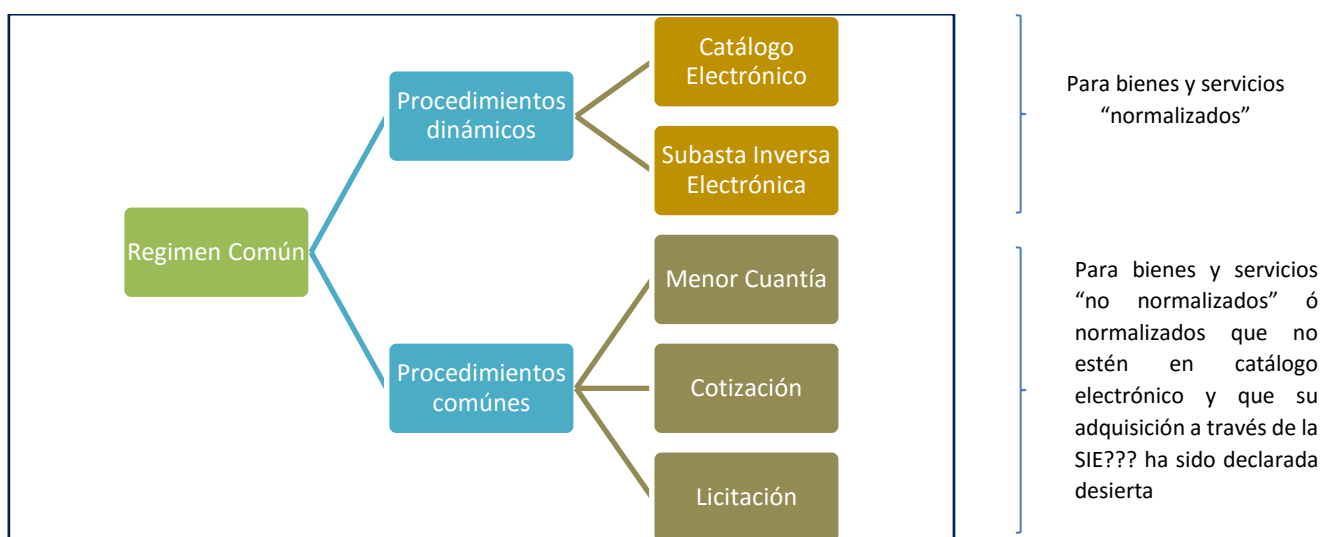 Catálogo
Electrónico
Procedimientos
dinámicos
Subasta Inversa
Electrónica
Para bienes y servicios
“normalizados”
Regimen Común
Menor Cuantía
Procedimientos
comúnes
Cotización
Licitación
Para bienes y servicios
“no normalizados” ó
normalizados que no
estén en catálogo
electrónico y que su
adquisición a través de la
SIE??? ha sido declarada
desierta